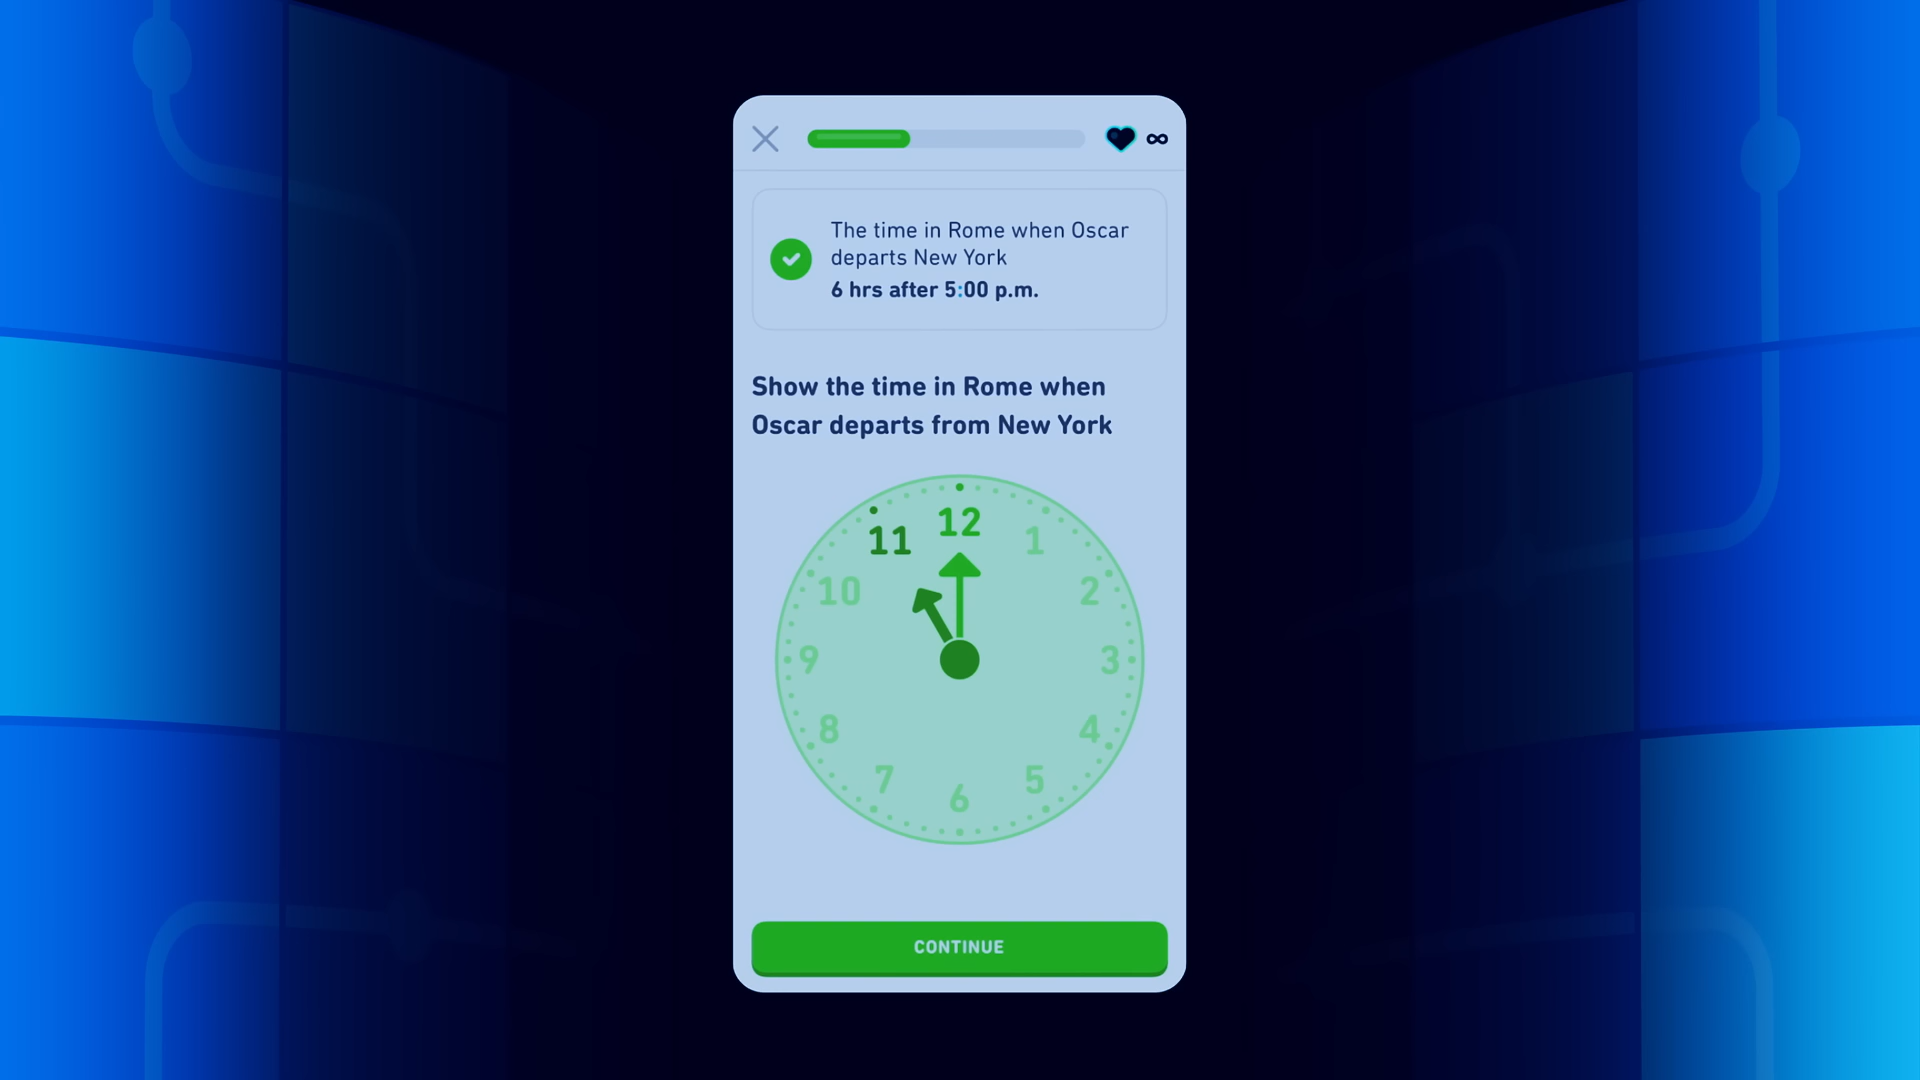 ∞
The time in Rome when Oscar
departs New York
6 hrs after 5:00 p.m.
Show the time in Rome when
Oscar departs from New York
12
11
1
10
2
9
3
8
4
7
5
6
CONTINUE